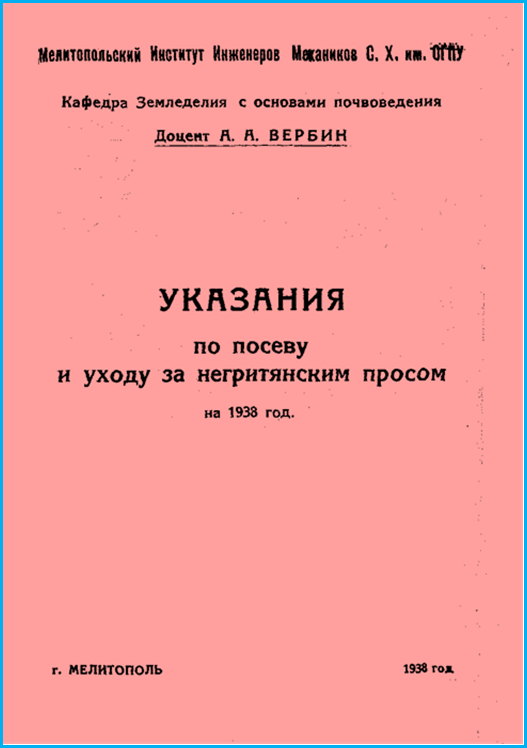 Мелитопольский Институт Инженеров Механиков С. Х. им. ОГПУ
Кафедра Земледелия с основами почвоведения
Доцент А. А. ВЕРБИН
УКАЗАНИЯ
по посеву
и уходу за негритянским просом
на 1938 год.
г. МЕЛИТОПОЛЬ
1938 год